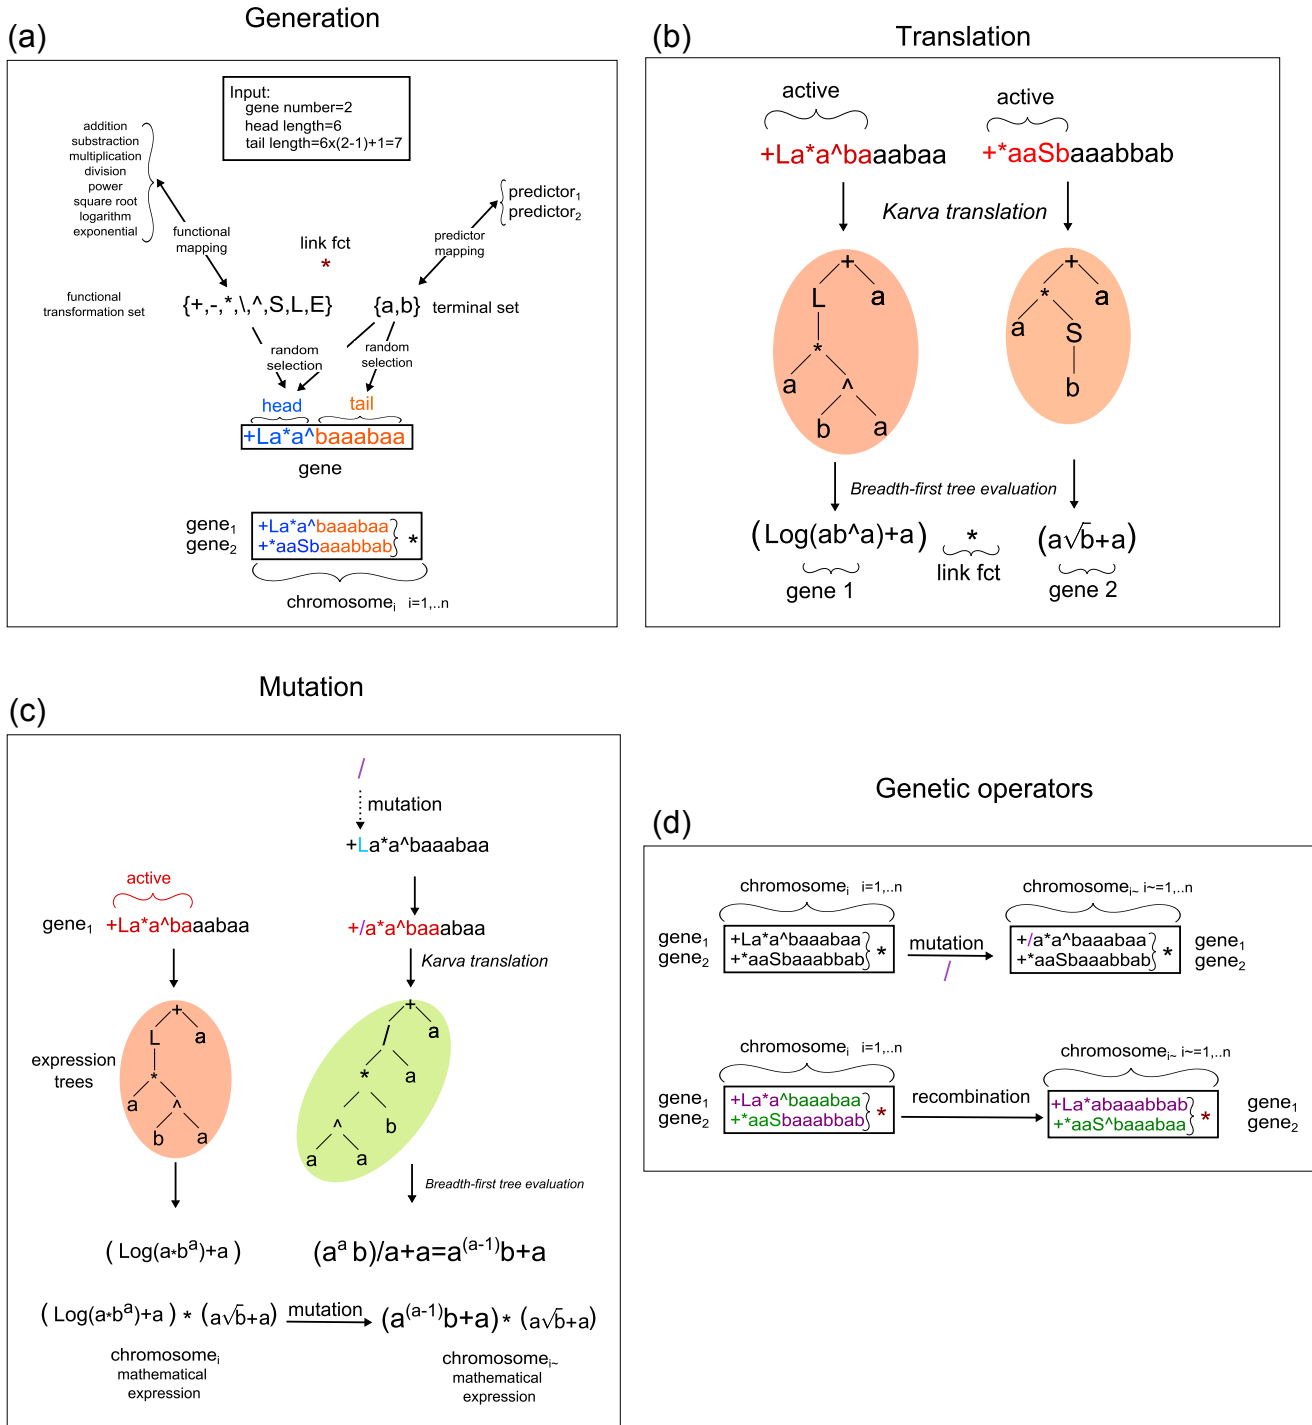 Generation
(a)
Input:
gene number=2
head length=6
tail length=6x(2-1)+1=7
addition
substraction
multiplication
division
power
square root
logarithm
exponential
functional
mapping
link fct
*
predictor
mapping
predictor1
predictor2
functional
transformation set
{+,-,*,\,^,S,L,E}
{a,b}
terminal set
random
selection
random
selection
head
tail
+La*a^baaabaa
gene
gene1
gene2
+La*a^baaabaa
+*aaSbaaabbab
*
chromosomei i=1,..n
Translation
(b)
active
active
+La*a^baaabaa
+*aaSbaaabbab
Karva translation
+
L
a
*
a
^
b
a
+
*
a
a
S
b
Breadth-first tree evaluation
(Log(ab^a)+a)
*
(a√b+a)
gene 1
link fct
gene 2
Mutation
(c)
/
mutation
+La*a^baaabaa
active
gene1
+La*a^baaabaa
+/a*a^baaabaa
Karva translation
expression
trees
+
L
a
*
a
^
b
a
+
/
a
*
a
^
b
a
a
Breadth-first tree evaluation
(Log(a*b^a)+a)
(a^a b)/a+a=a^(a-1)b+a
(Log(a*b^a)+a) * (a√b+a)
mutation
(a^(a-1)b+a) * (a√b+a)
chromosomei
mathematical
expression
chromosomei~
mathematical
expression
Genetic operators
(d)
chromosomei i=1,..n
chromosomei~ i~=1,..n
gene1
gene2
+La*a^baaabaa
+*aaSbaaabbab
*
mutation
/
+/a*a^baaabaa
+*aaSbaaabbab
*
gene1
gene2
chromosomei i=1,..n
chromosomei~ i~=1,..n
gene1
gene2
+La*a^baaabaa
+*aaSbaaabbab
*
recombination
+La*abaaabbab
+*aaS^baaabaa
*
gene1
gene2